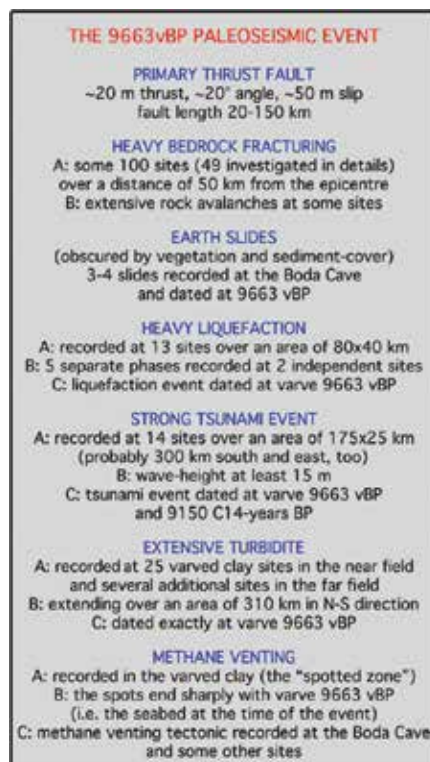 THE 9663vBP PALEOSEISMIC EVENT
PRIMARY THRUST FAULT
~20 m thrust, ~20° angle, ~50 m slip
fault length 20-150 km
HEAVY BEDROCK FRACTURING
A: some 100 sites (49 investigated in details)
over a distance of 50 km from the epicentre
B: extensive rock avalanches at some sites
EARTH SLIDES
(obscured by vegetation and sediment-cover)
3-4 slides recorded at the Boda Cave
and dated at 9663 vBP
HEAVY LIQUEFACTION
A: recorded at 13 sites over an area of 80x40 km
B: 5 separate phases recorded at 2 independent sites
C: liquefaction event dated at varve 9663 vBP
STRONG TSUNAMI EVENT
A: recorded at 14 sites over an area of 175x25 km
(probably 300 km south and east, too)
B: wave-height at least 15 m
C: tsunami event dated at varve 9663 vBP
and 9150 C14-years BP
EXTENSIVE TURBIDITE
A: recorded at 25 varved clay sites in the near field
and several additional sites in the far field
B: extending over an area of 310 km in N-S direction
C: dated exactly at varve 9663 vBP
METHANE VENTING
A: recorded in the varved clay (the "spotted zone")
B: the spots end sharply with varve 9663 vBP
(i.e. the seabed at the time of the event)
C: methane venting tectonic recorded at the Boda Cave
and some other sites